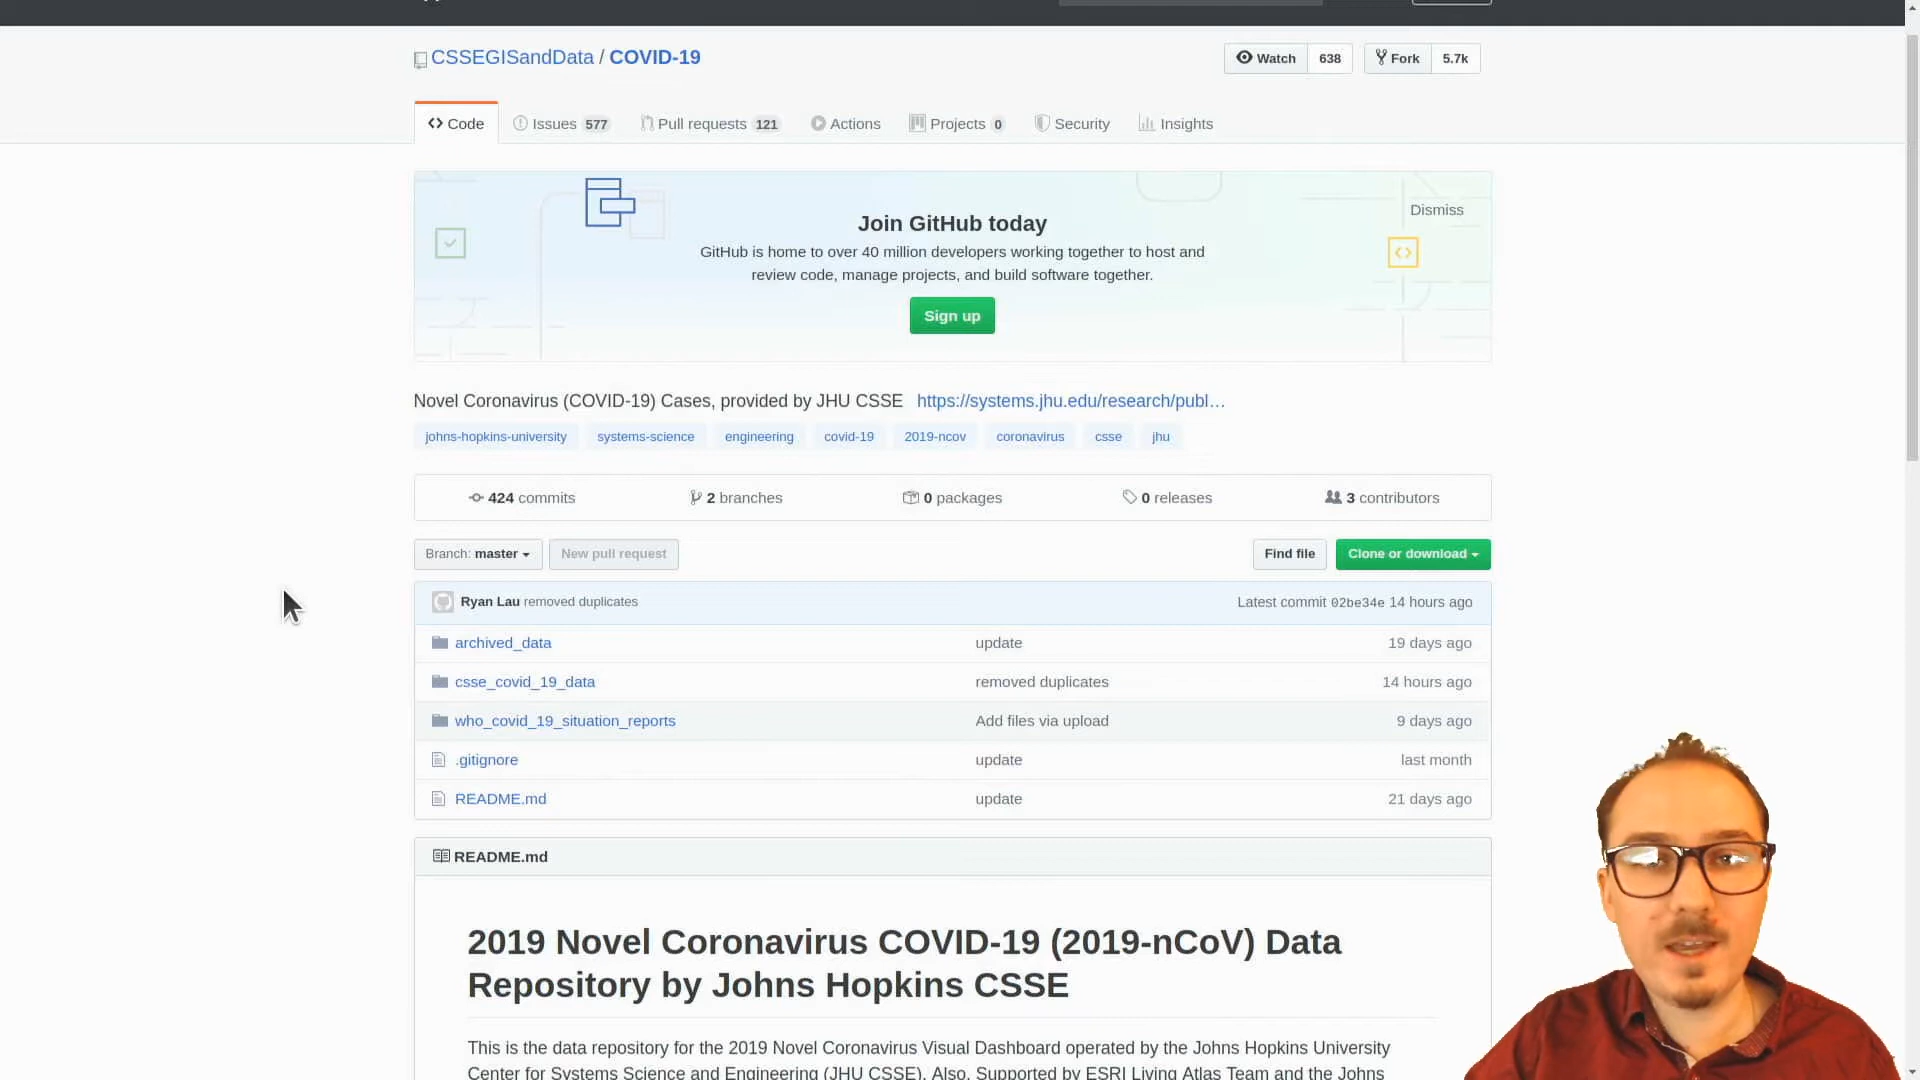 CSSEGISandData / COVID-19
Watch 638 Fork 5.7k
Code Issues 577 Pull requests 121 Actions Projects 0 Security Insights
Join GitHub today
Dismiss
GitHub is home to over 40 million developers working together to host and
review code, manage projects, and build software together.
Sign up
Novel Coronavirus (COVID-19) Cases, provided by JHU CSSE https://systems.jhu.edu/research/publ…
johns-hopkins-university systems-science engineering covid-19 2019-ncov coronavirus csse jhu
424 commits 2 branches 0 packages 0 releases 3 contributors
Branch: master New pull request Find file Clone or download
Ryan Lau removed duplicates Latest commit 02be34e 14 hours ago
archived_data update 19 days ago
csse_covid_19_data removed duplicates 14 hours ago
who_covid_19_situation_reports Add files via upload 9 days ago
.gitignore update last month
README.md update 21 days ago
README.md
2019 Novel Coronavirus COVID-19 (2019-nCoV) Data
Repository by Johns Hopkins CSSE
This is the data repository for the 2019 Novel Coronavirus Visual Dashboard operated by the Johns Hopkins University
Center for Systems Science and Engineering (JHU CSSE). Also, Supported by ESRI Living Atlas Team and the Johns